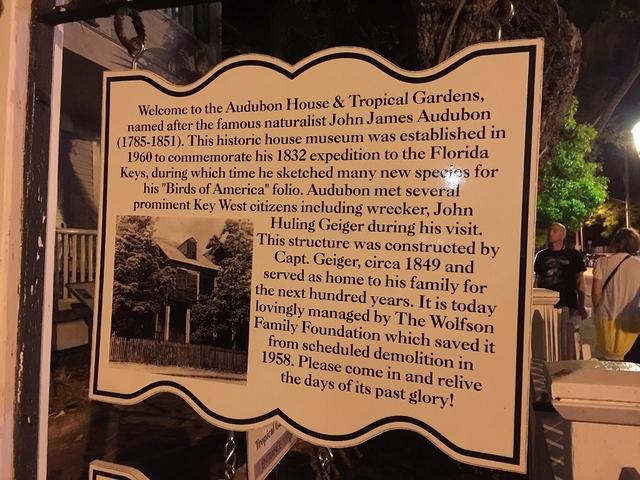 Welcome to the Audubon House & Tropical Gardens,
named after the famous naturalist John James Audubon
(1785-1851). This historic house museum was established in
1960 to commemorate his 1832 expedition to the Florida
Keys, during which time he sketched many new species for
his "Birds of America" folio. Audubon met several
prominent Key West citizens including wrecker, John
Huling Geiger during his visit.
This structure was constructed by
Capt. Geiger, circa 1849 and
served as home to his family for
the next hundred years. It is today
lovingly managed by The Wolfson
Family Foundation which saved it
from scheduled demolition in
1958. Please come in and relive
the days of its past glory!
Tropical